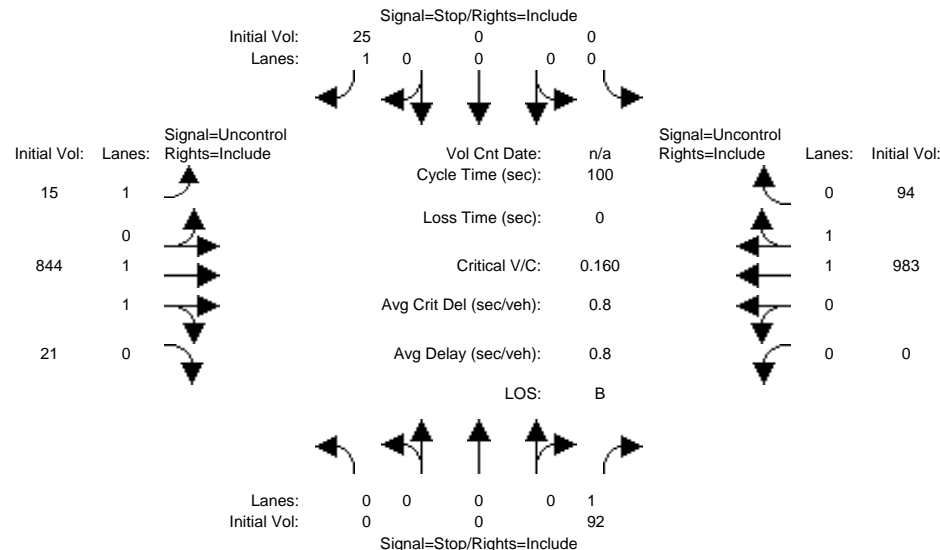 Signal=Stop/Rights=Include
Initial Vol: 25 0 0
Lanes: 1 0 0 0 0
Signal=Uncontrol Signal=Uncontrol
Initial Vol: Lanes: Rights=Include Vol Cnt Date: n/a Rights=Include Lanes: Initial Vol:
Cycle Time (sec): 100
15 1 0 94
Loss Time (sec): 0
0 1
844 1 Critical V/C: 0.160 1 983
1 Avg Crit Del (sec/veh): 0.8 0
21 0 Avg Delay (sec/veh): 0.8 0 0
LOS: B
Lanes: 0 0 0 0 1
Initial Vol: 0 0 92
Signal=Stop/Rights=Include